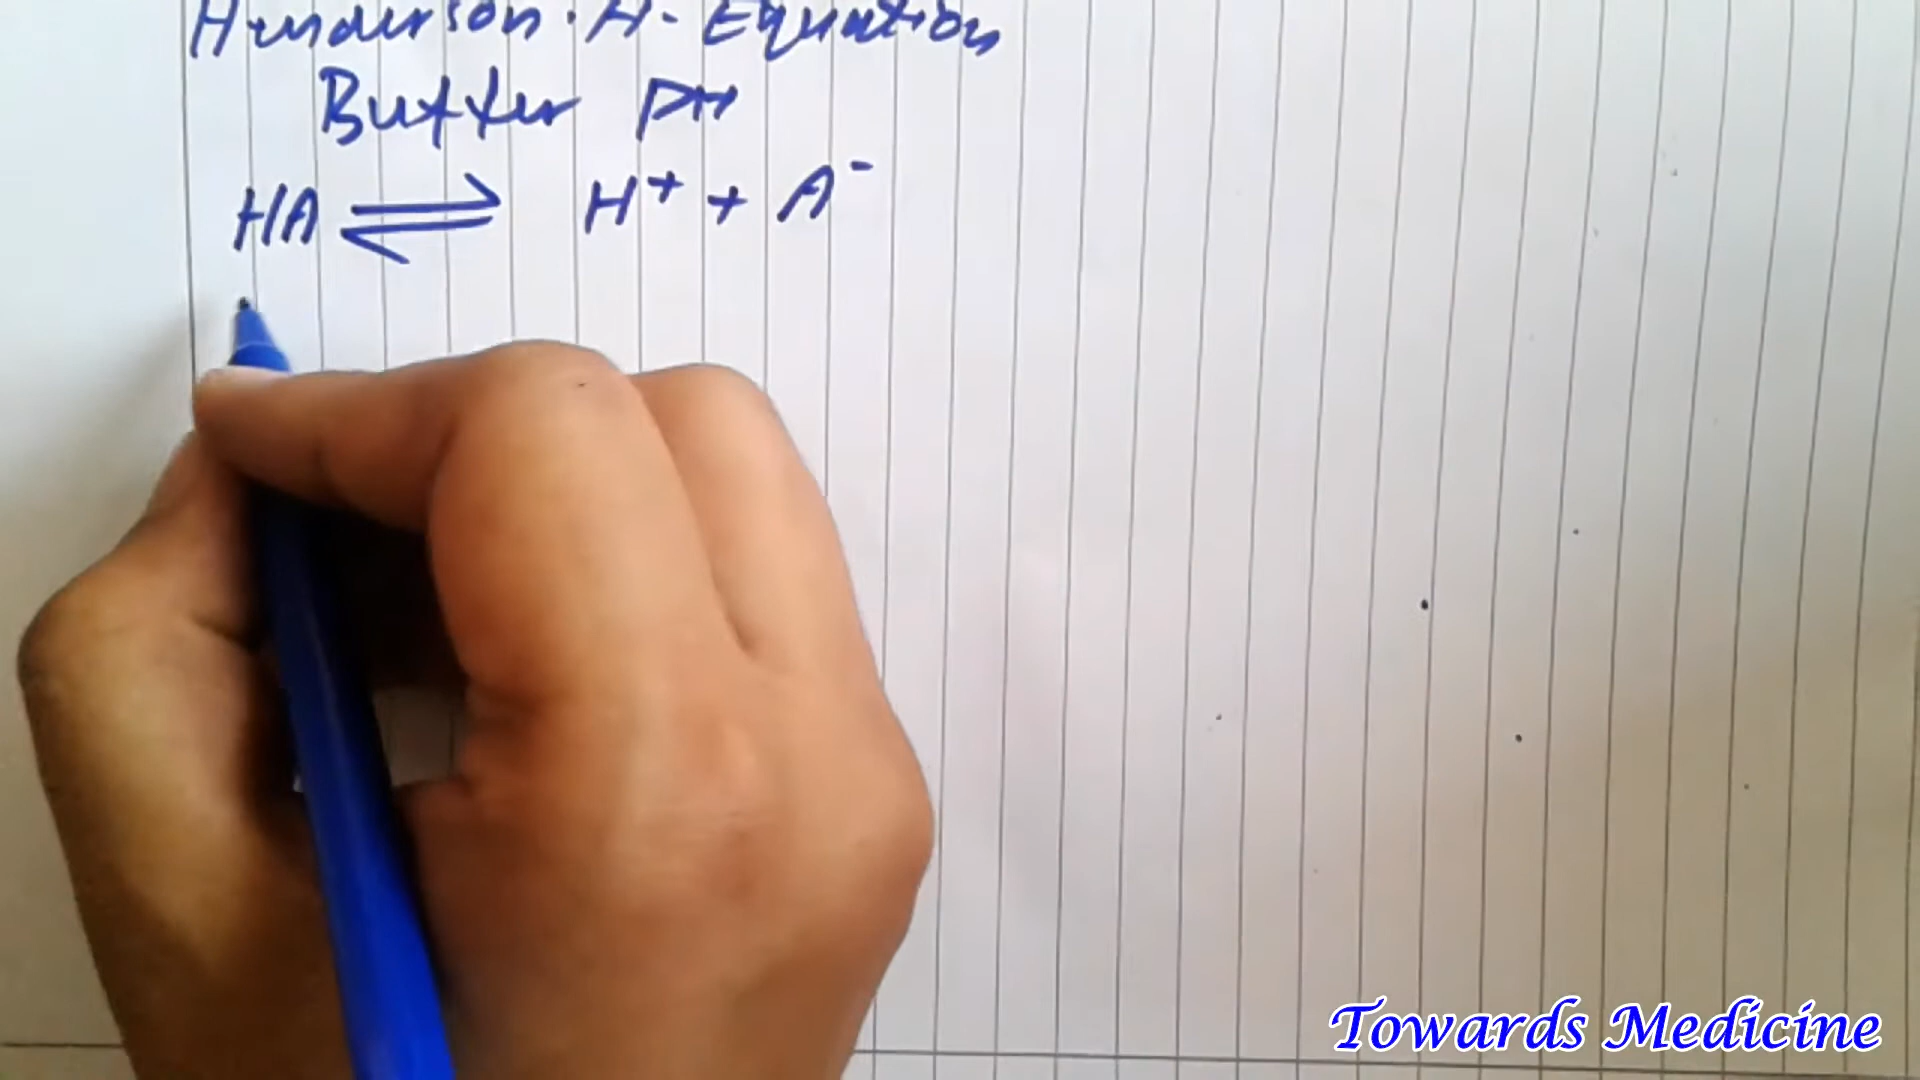 Henderson. H. Equation
Buffer pH
HA ⇌ H⁺ + A⁻
Towards Medicine